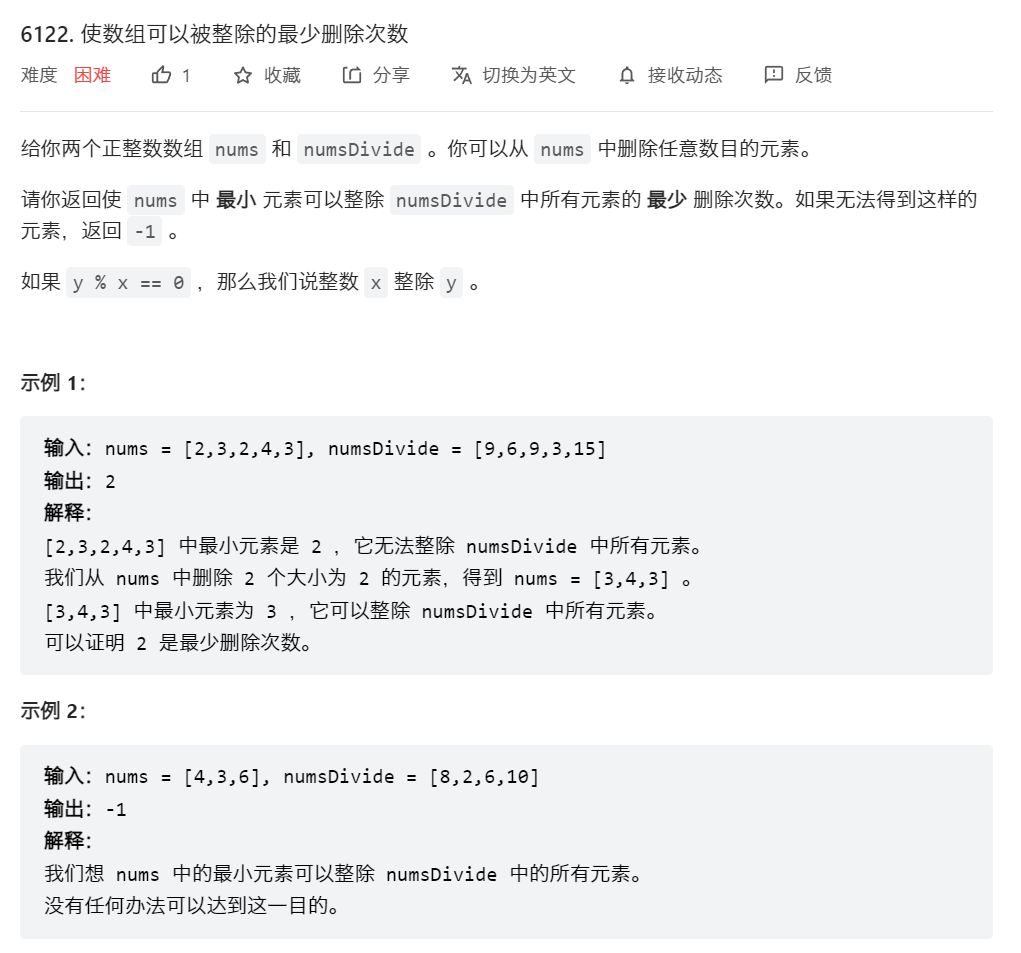 6122. 使数组可以被整除的最少删除次数
难度 困难 1 收藏 分享 切换为英文 接收动态 反馈
给你两个正整数数组 nums 和 numsDivide 。你可以从 nums 中删除任意数目的元素。
请你返回使 nums 中 最小 元素可以整除 numsDivide 中所有元素的 最少 删除次数。如果无法得到这样的
元素，返回 -1 。
如果 y % x == 0 ，那么我们说整数 x 整除 y 。
示例 1：
输入：nums = [2,3,2,4,3], numsDivide = [9,6,9,3,15]
输出：2
解释：
[2,3,2,4,3] 中最小元素是 2 ，它无法整除 numsDivide 中所有元素。
我们从 nums 中删除 2 个大小为 2 的元素，得到 nums = [3,4,3] 。
[3,4,3] 中最小元素为 3 ，它可以整除 numsDivide 中所有元素。
可以证明 2 是最少删除次数。
示例 2：
输入：nums = [4,3,6], numsDivide = [8,2,6,10]
输出：-1
解释：
我们想 nums 中的最小元素可以整除 numsDivide 中的所有元素。
没有任何办法可以达到这一目的。